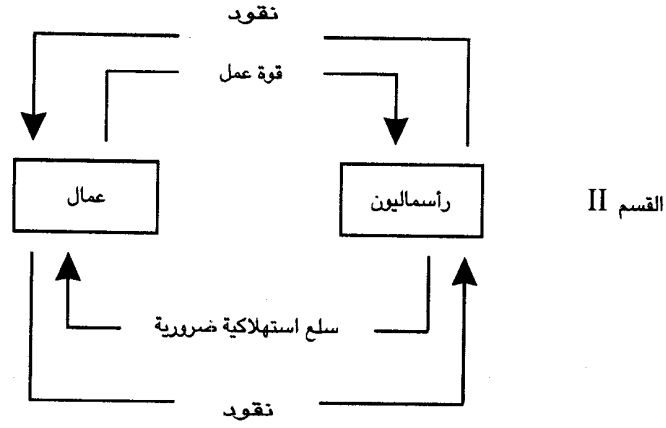 نقود
قوة عمل
القسم II
رأسماليون
عمال
سلع استهلاكية ضرورية
نقود